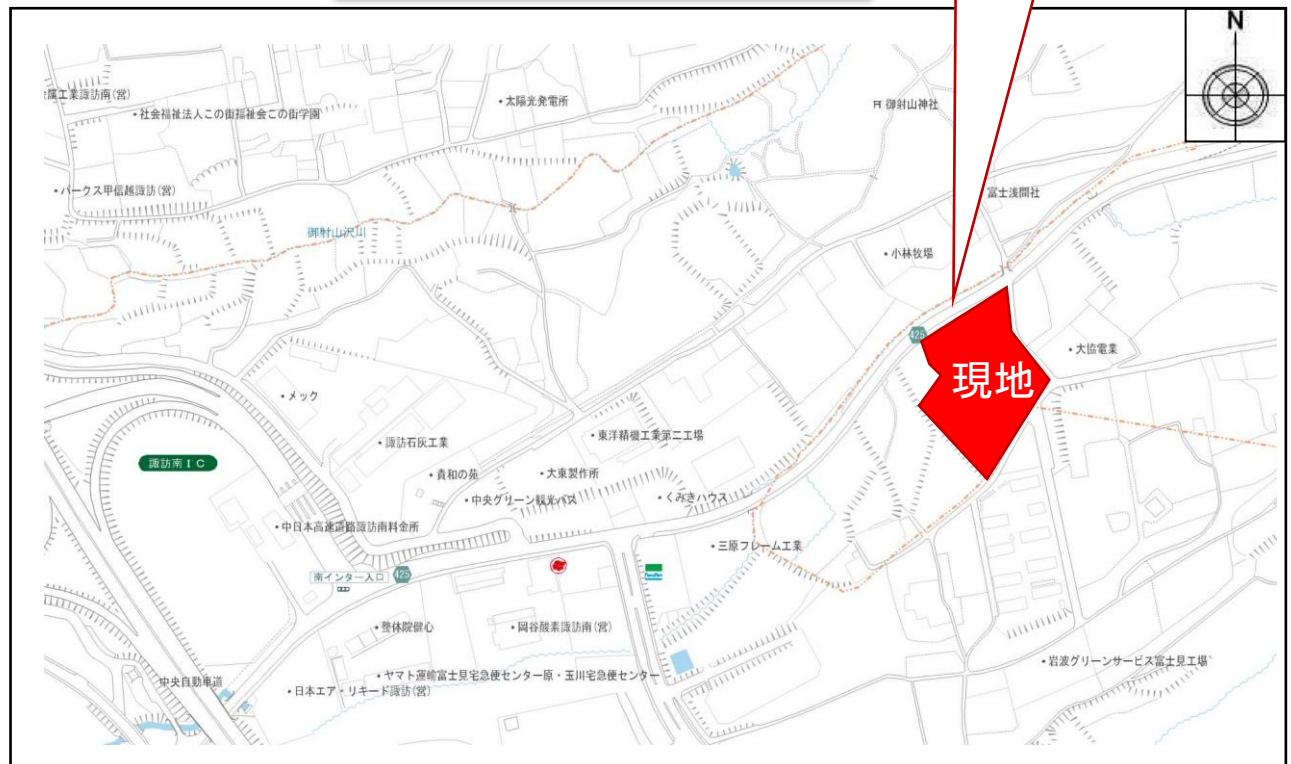 N
属工業諏訪南(営)
・社会福祉法人この街福祉会この街学園
・太陽光発電所
御射山神社
・パークス甲信越諏訪(営)
富士浅間社
御射山沢川
・小林牧場
425
・大協電業
現地
・メック
・諏訪石灰工業
・東洋精機工業第二工場
諏訪南IC
・貴和の苑
・大東製作所
・中央グリーン観光バス
・くみきハウス
・中日本高速道路諏訪南料金所
・三原フレーム工業
南インター入口
425
FamilyMart
・整体院健心
・岡谷酸素諏訪南(営)
・岩波グリーンサービス富士見工場
・ヤマト運輸富士見宅急便センター原・玉川宅急便センター
中央自動車道
・日本エア・リキード諏訪(営)